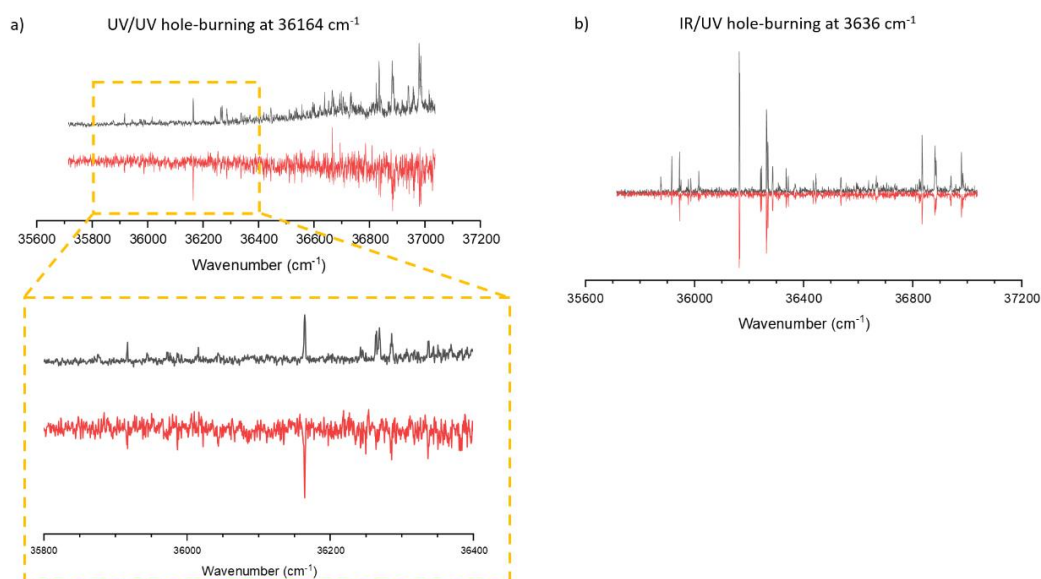 a) UV/UV hole-burning at 36164 cm⁻¹
35600 35800 36000 36200 36400 36600 36800 37000 37200
Wavenumber (cm⁻¹)
35800 36000 36200 36400
Wavenumber (cm⁻¹)
b) IR/UV hole-burning at 3636 cm⁻¹
35600 36000 36400 36800 37200
Wavenumber (cm⁻¹)